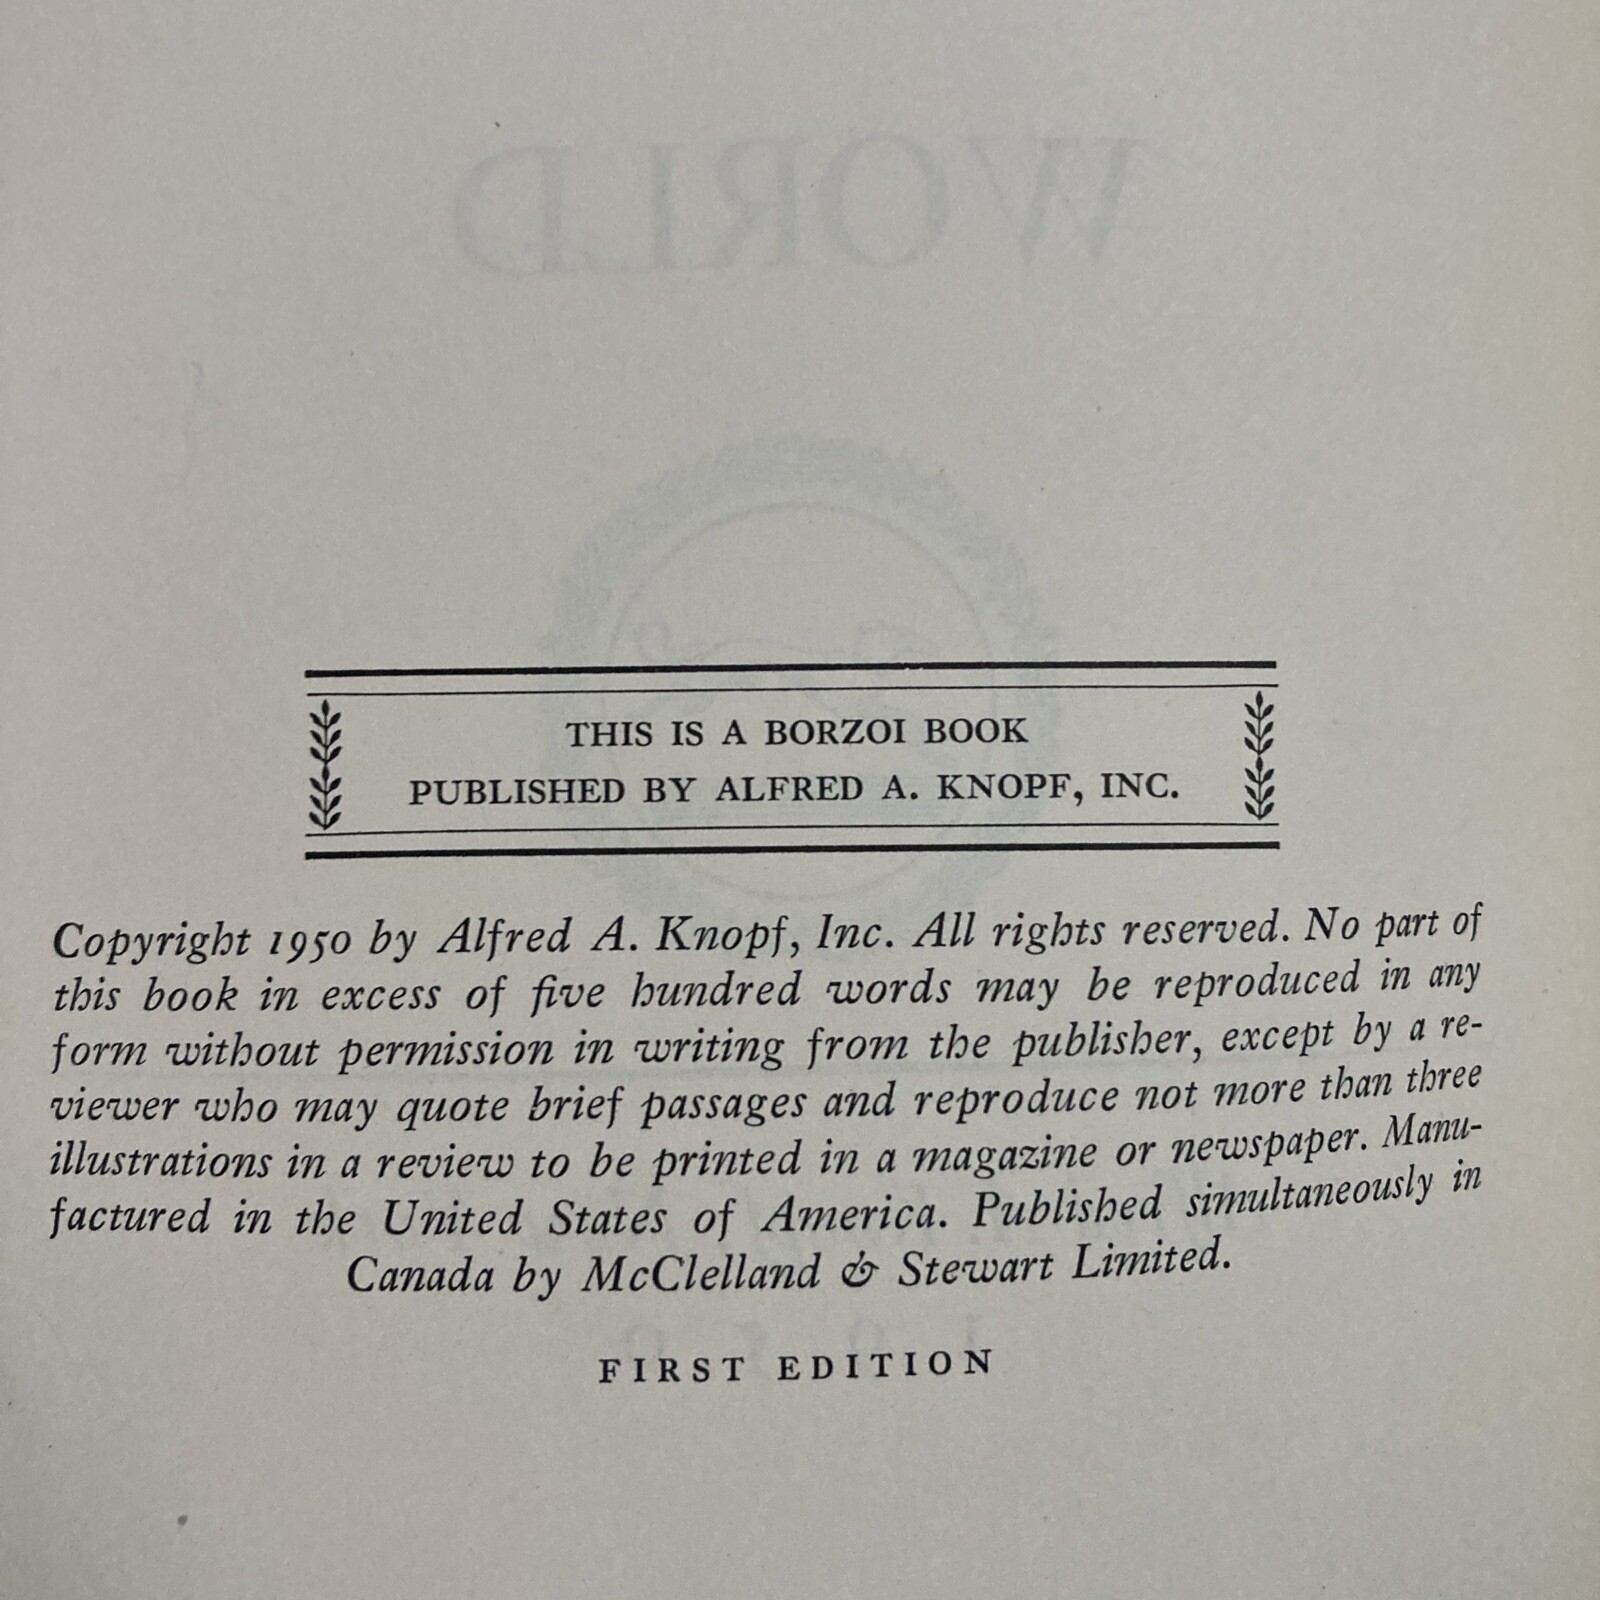 WORLD
THIS IS A BORZOI BOOK
PUBLISHED BY ALFRED A. KNOPF, INC.
Copyright 1950 by Alfred A. Knopf, Inc. All rights reserved. No part of
this book in excess of five hundred words may be reproduced in any
form without permission in writing from the publisher, except by a re-
viewer who may quote brief passages and reproduce not more than three
illustrations in a review to be printed in a magazine or newspaper. Manu-
factured in the United States of America. Published simultaneously in
Canada by McClelland & Stewart Limited.
FIRST EDITION